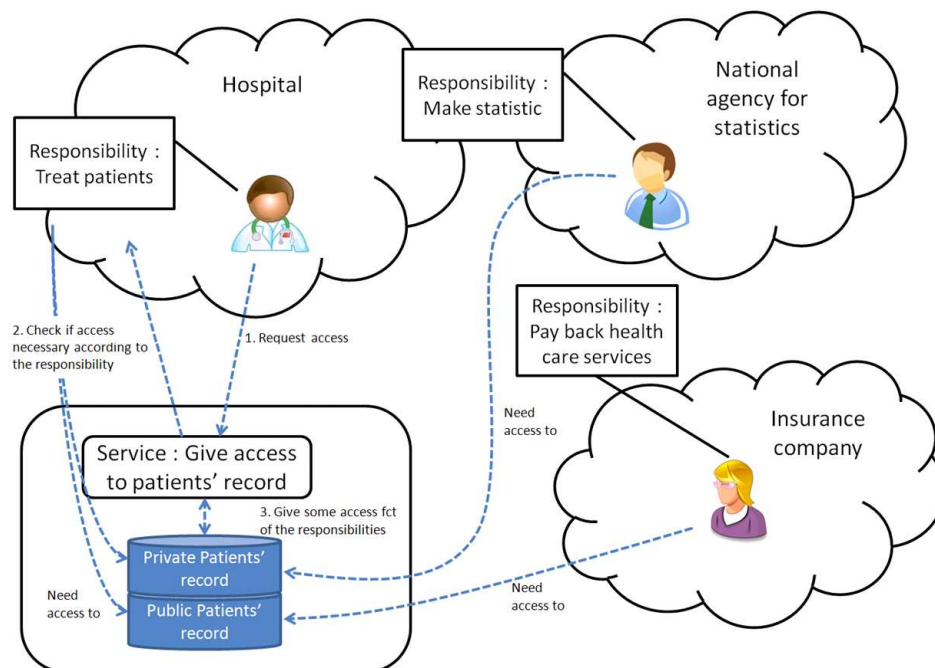 Hospital
Responsibility :
Treat patients
Responsibility :
Make statistic
National
agency for
statistics
2. Check if access
necessary according to
the responsibility
1. Request access
Responsibility :
Pay back health
care services
Insurance
company
Need
access to
Service : Give access
to patients’ record
3. Give some access fct
of the responsibilities
Private Patients’
record
Public Patients’
record
Need
access to
Need
access to